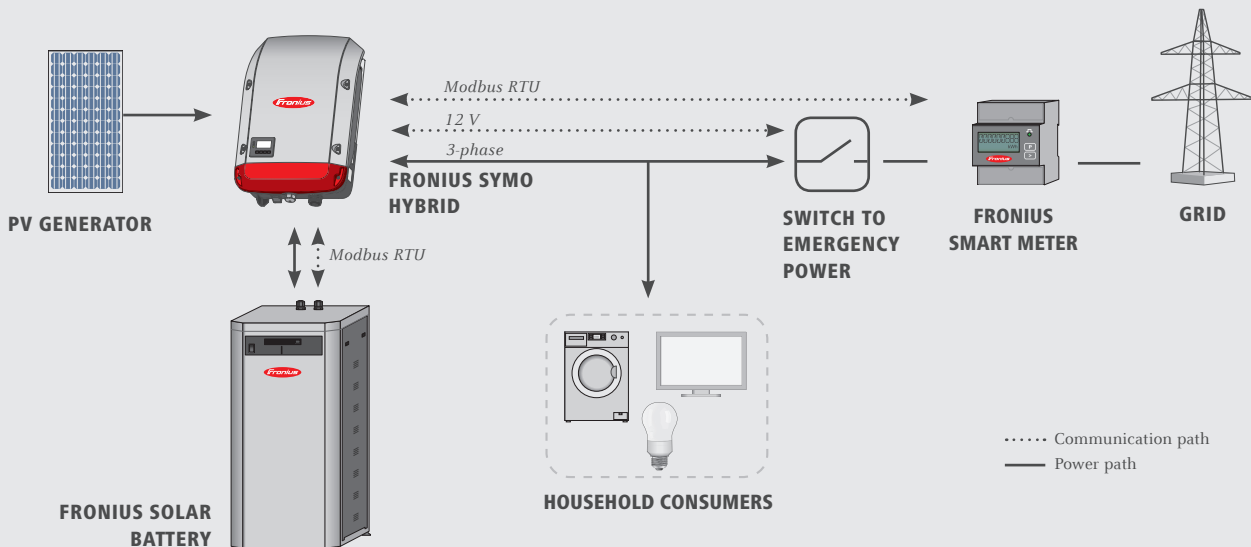 Modbus RTU
12 V
3-phase
Fronius
FRONIUS SYMO
HYBRID
PV GENERATOR
SWITCH TO
EMERGENCY
POWER
Fronius
FRONIUS
SMART METER
GRID
Modbus RTU
Fronius
HOUSEHOLD CONSUMERS
FRONIUS SOLAR
BATTERY
Communication path
Power path